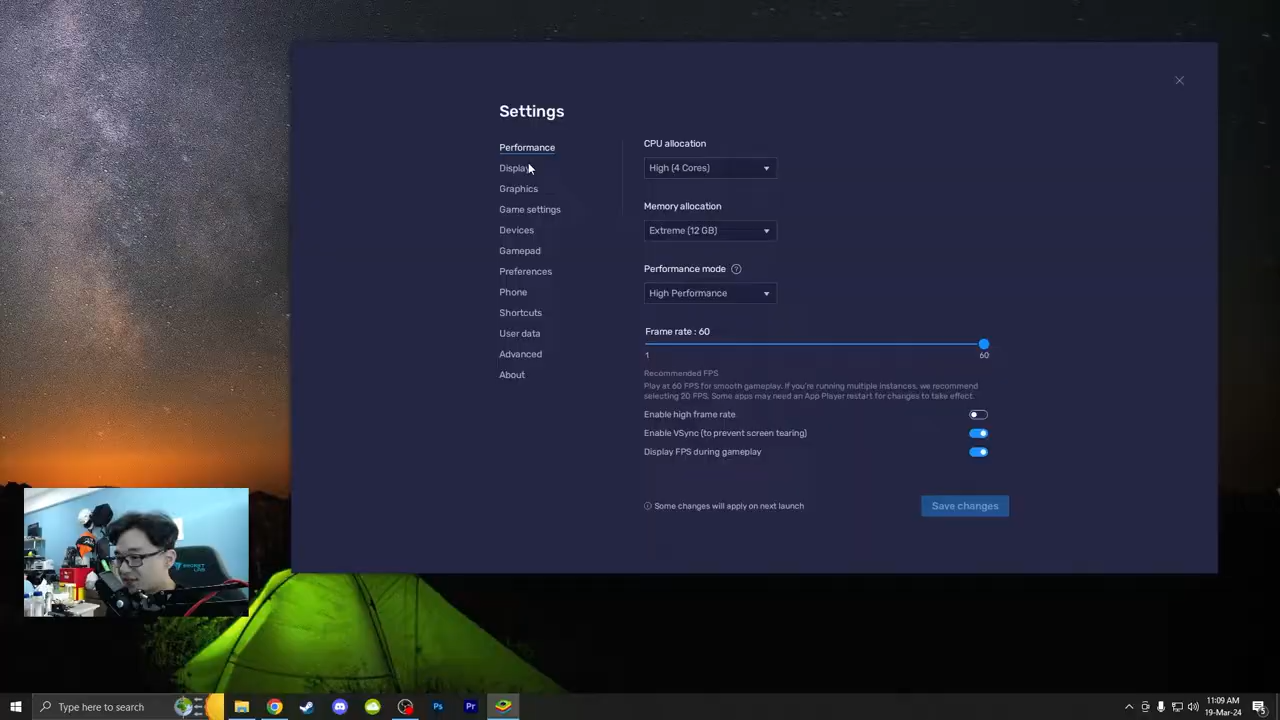 Settings
Performance
Display
Graphics
Game settings
Devices
Gamepad
Preferences
Phone
Shortcuts
User data
Advanced
About
CPU allocation
High (4 Cores)
Memory allocation
Extreme (12 GB)
Performance mode ?
High Performance
Frame rate : 60
1 60
Recommended FPS
Play at 60 FPS for smooth gameplay. If you're running multiple instances, we recommend
selecting 20 FPS. Some apps may need an App Player restart for changes to take effect.
Enable high frame rate
Enable VSync (to prevent screen tearing)
Display FPS during gameplay
Some changes will apply on next launch
Save changes
Type here to search
Ps
Pr
11:09 AM
19-Mar-24